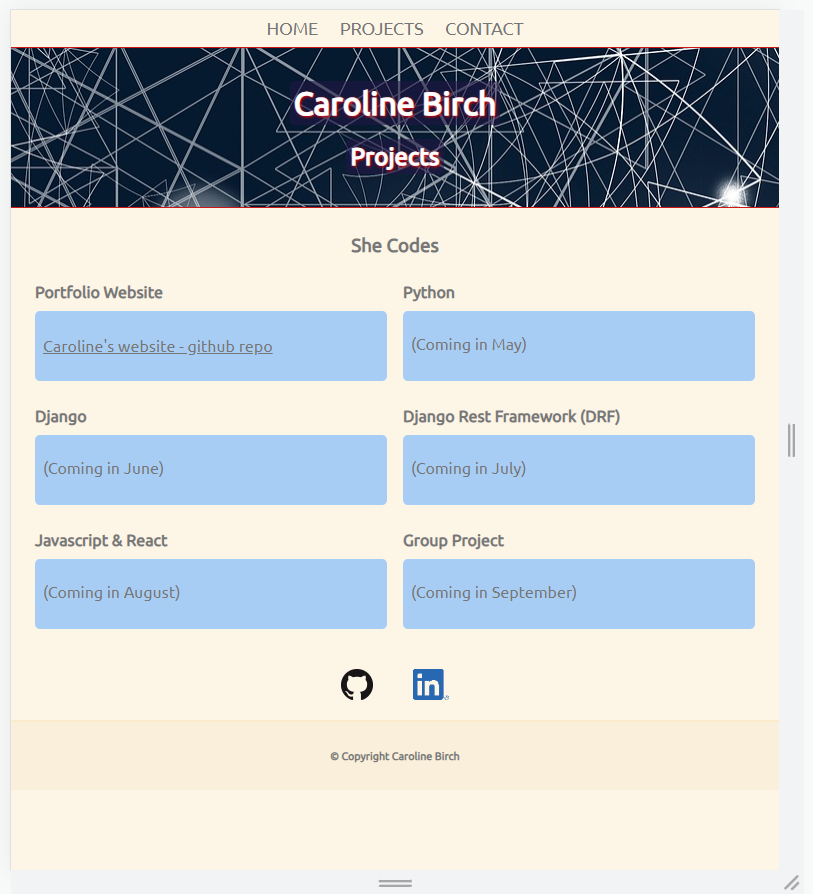 HOME PROJECTS CONTACT
Caroline Birch
Projects
She Codes
Portfolio Website
Caroline's website - github repo
Python
(Coming in May)
Django
(Coming in June)
Django Rest Framework (DRF)
(Coming in July)
Javascript & React
(Coming in August)
Group Project
(Coming in September)
in
© Copyright Caroline Birch